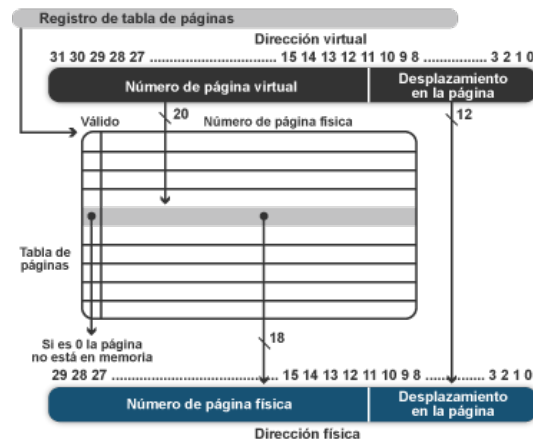 Registro de tabla de páginas
Dirección virtual
31 30 29 28 27 ................................ 15 14 13 12 11 10 9 8 ................ 3 2 1 0
Número de página virtual
Desplazamiento
en la página
Válido
20
Número de página física
12
Tabla de
páginas
Si es 0 la página
no está en memoria
18
29 28 27 ........................................ 15 14 13 12 11 10 9 8 ................ 3 2 1 0
Número de página física
Desplazamiento
en la página
Dirección física